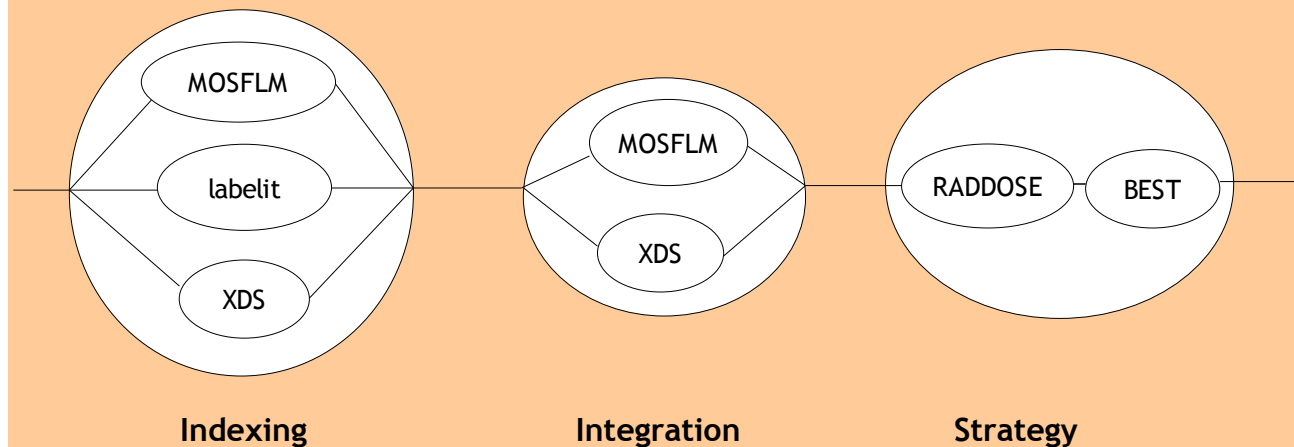 MOSFLM
labelit
XDS
MOSFLM
XDS
RADDOSE
BEST
Indexing
Integration
Strategy